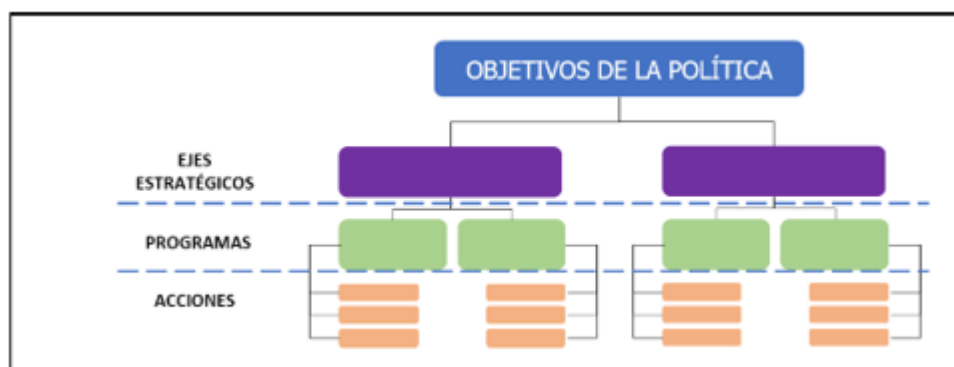 OBJETIVOS DE LA POLÍTICA
EJES
ESTRATÉGICOS
PROGRAMAS
ACCIONES